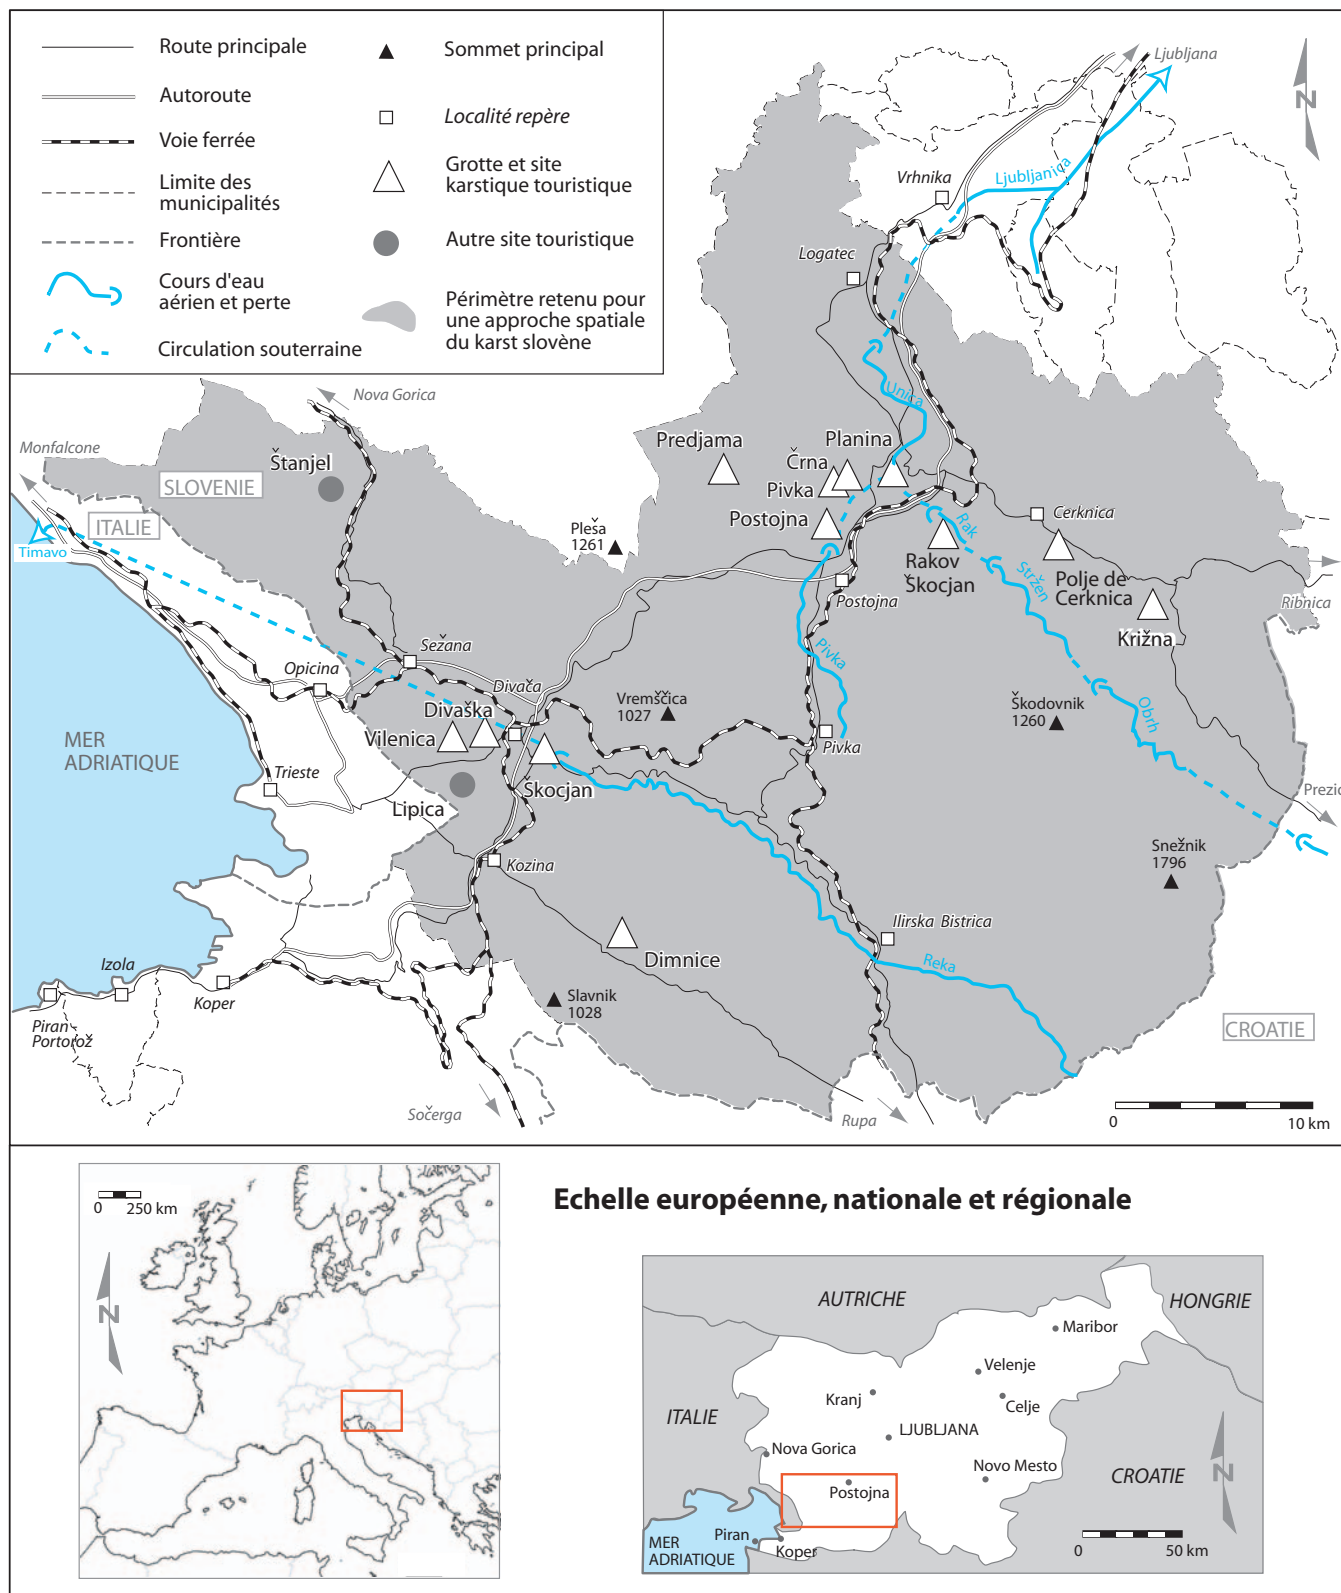 Route principale
Autoroute
Voie ferrée
Limite des
municipalités
Frontière
Cours d'eau
aérien et perte
Circulation souterraine
Sommet principal
Localité repère
Grotte et site
karstique touristique
Autre site touristique
Périmètre retenu pour
une approche spatiale
du karst slovène
Ljubljana
N
Vrhnika
Ljubljanica
Logatec
Unica
Nova Gorica
Monfalcone
Štanjel
SLOVENIE
ITALIE
Timavo
Predjama
Planina
Črna
Pivka
Postojna
Pleša
1261
Cerknica
Rak
Rakov
Škocjan
Stržen
Polje de
Cerknica
Ribnica
Križna
Postojna
Pivka
Sežana
Opicina
Divača
Divaška
Vilenica
Vremščica
1027
Škodovnik
1260
Obrh
Pivka
MER
ADRIATIQUE
Trieste
Škocjan
Lipica
Prezid
Kozina
Snežnik
1796
Ilirska Bistrica
Dimnice
Reka
Izola
Koper
Slavnik
1028
Piran-
Portorož
CROATIE
Sočerga
Rupa
0 10 km
Echelle européenne, nationale et régionale
0 250 km
N
AUTRICHE
HONGRIE
Maribor
Velenje
Kranj
Celje
ITALIE
LJUBLJANA
Nova Gorica
Novo Mesto
CROATIE
N
Postojna
Piran
MER
ADRIATIQUE
Koper
0 50 km